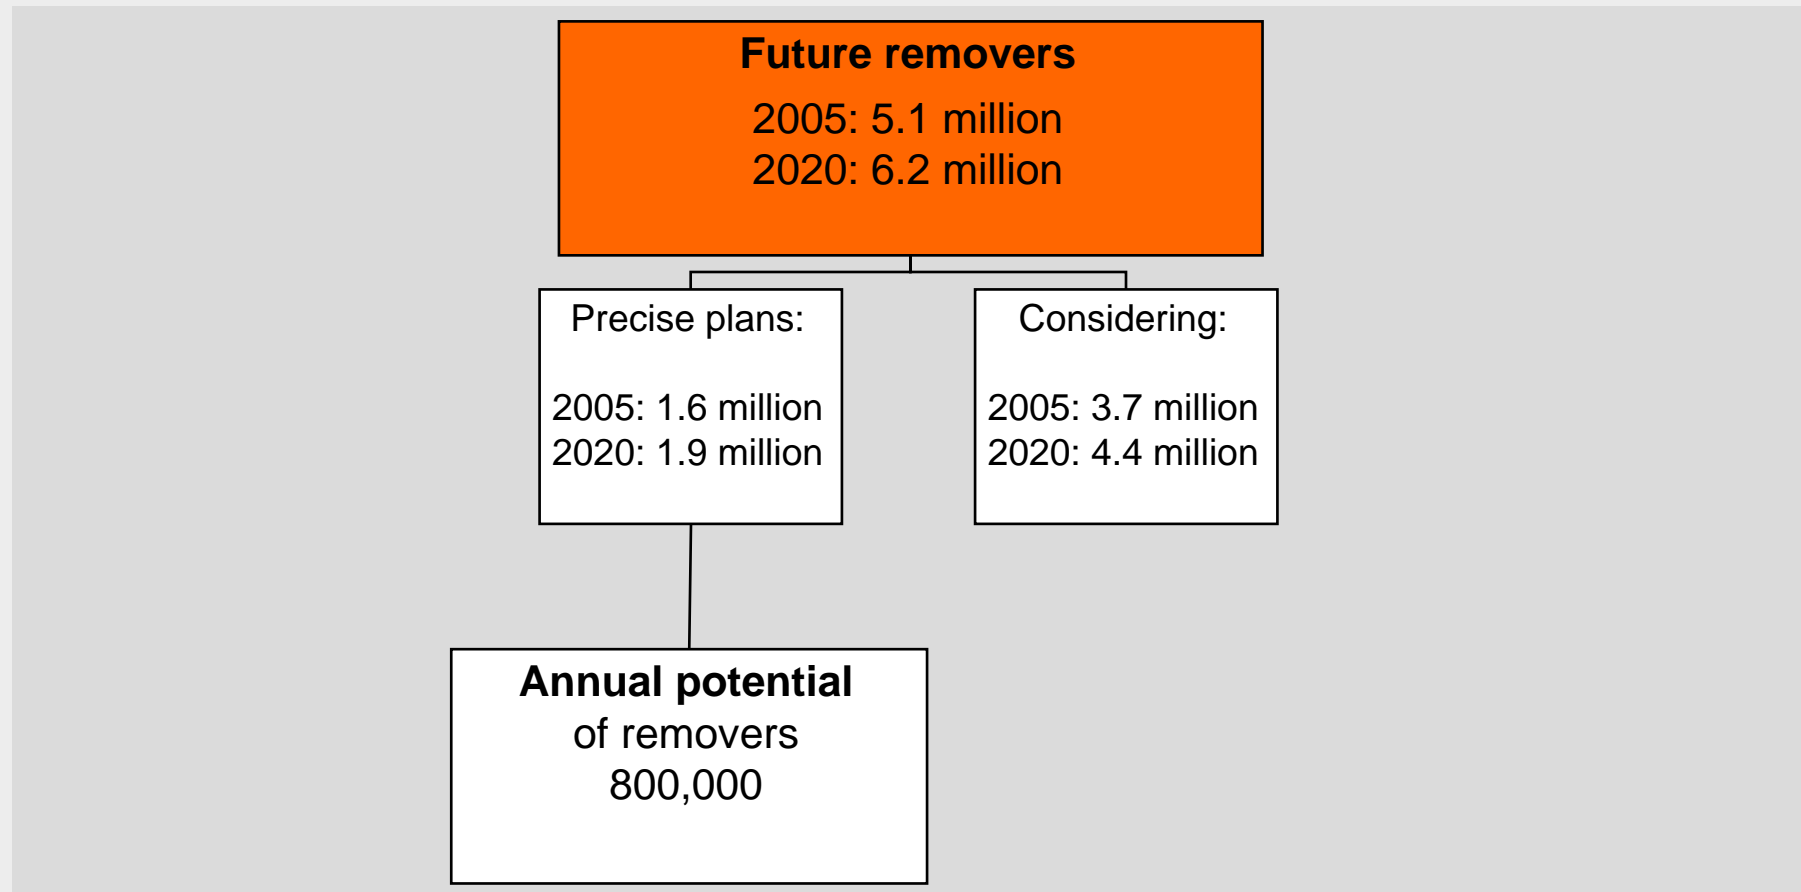 Future removers
2005: 5.1 million
2020: 6.2 million
Precise plans:
2005: 1.6 million
2020: 1.9 million
Considering:
2005: 3.7 million
2020: 4.4 million
Annual potential
of removers
800,000